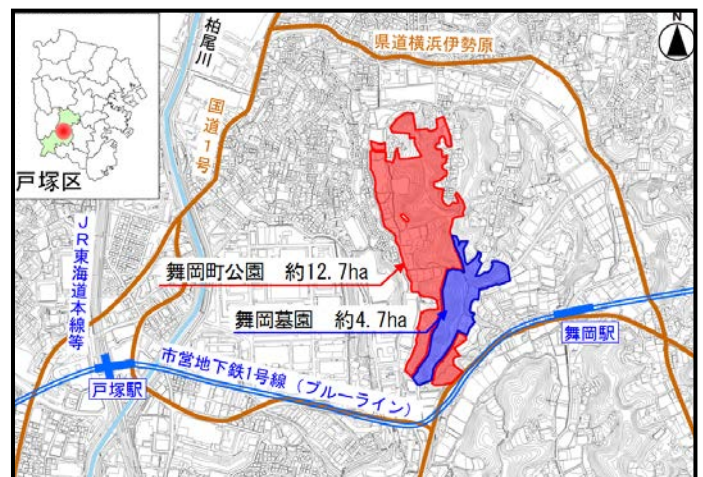 戸塚区
柏尾川
国道1号
県道横浜伊勢原
N
JR東海道本線等
舞岡町公園 約12.7ha
舞岡墓園 約4.7ha
舞岡駅
戸塚駅
市営地下鉄1号線(ブルーライン)